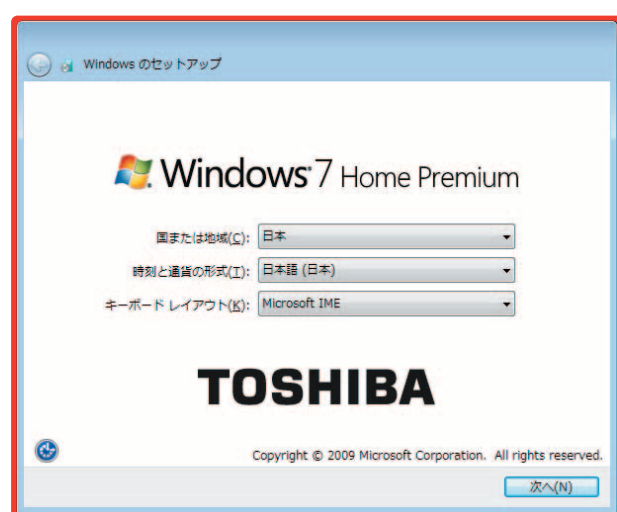 Windows のセットアップ
Windows 7 Home Premium
国または地域(C): 日本
時刻と通貨の形式(T): 日本語 (日本)
キーボード レイアウト(K): Microsoft IME
TOSHIBA
Copyright © 2009 Microsoft Corporation. All rights reserved.
次へ(N)